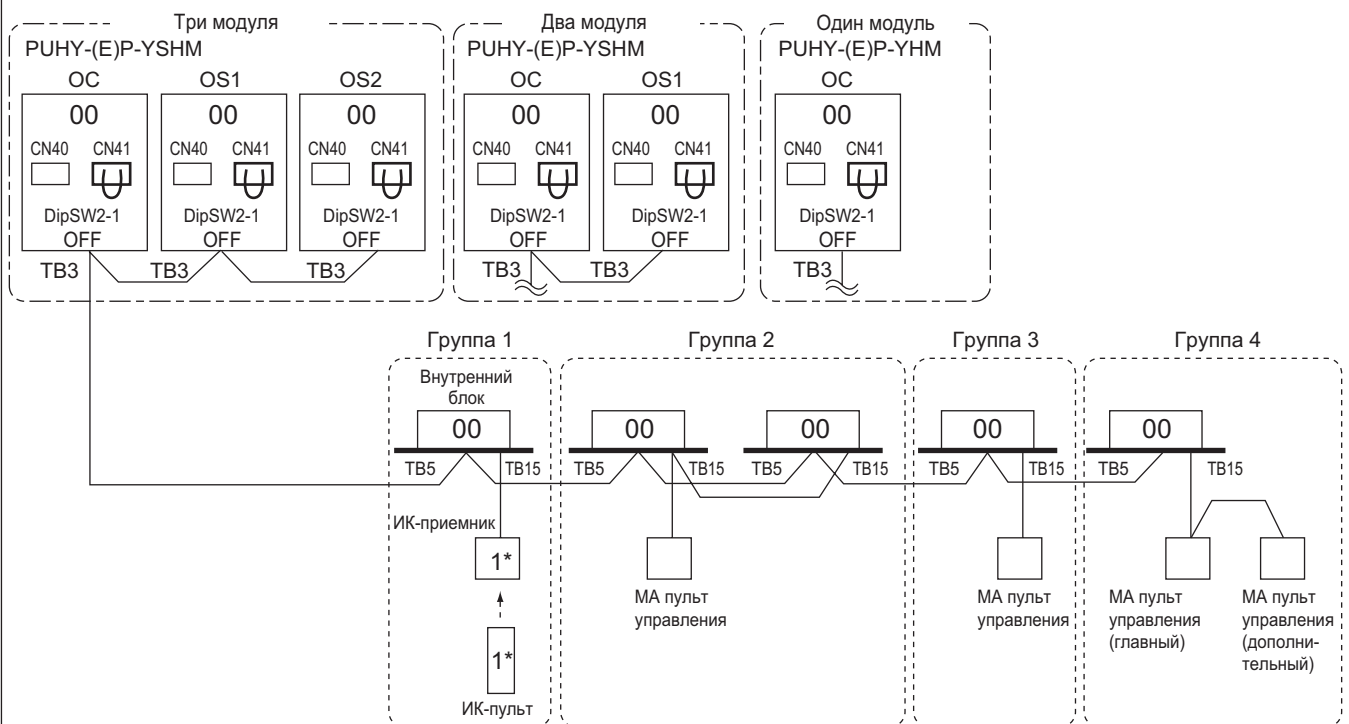 Три модуля
Два модуля
Один модуль
PUHY-(E)P-YSHM
PUHY-(E)P-YSHM
PUHY-(E)P-YHM
OC OS1 OS2 OC OS1 OC
00 00 00 00 00 00
CN40 CN41 CN40 CN41 CN40 CN41 CN40 CN41 CN40 CN41 CN40 CN41
DipSW2-1 DipSW2-1 DipSW2-1 DipSW2-1 DipSW2-1 DipSW2-1
OFF OFF OFF OFF OFF OFF
TB3 TB3 TB3 TB3 TB3 TB3
Группа 1 Группа 2 Группа 3 Группа 4
Внутренний
блок
00 00 00 00 00
TB5 TB15 TB5 TB15 TB5 TB15 TB5 TB15 TB5 TB15
ИК-приемник
1*
1*
ИК-пульт
МА пульт
управления
МА пульт
управления
МА пульт
управления
(главный)
МА пульт
управления
(дополни-
тельный)